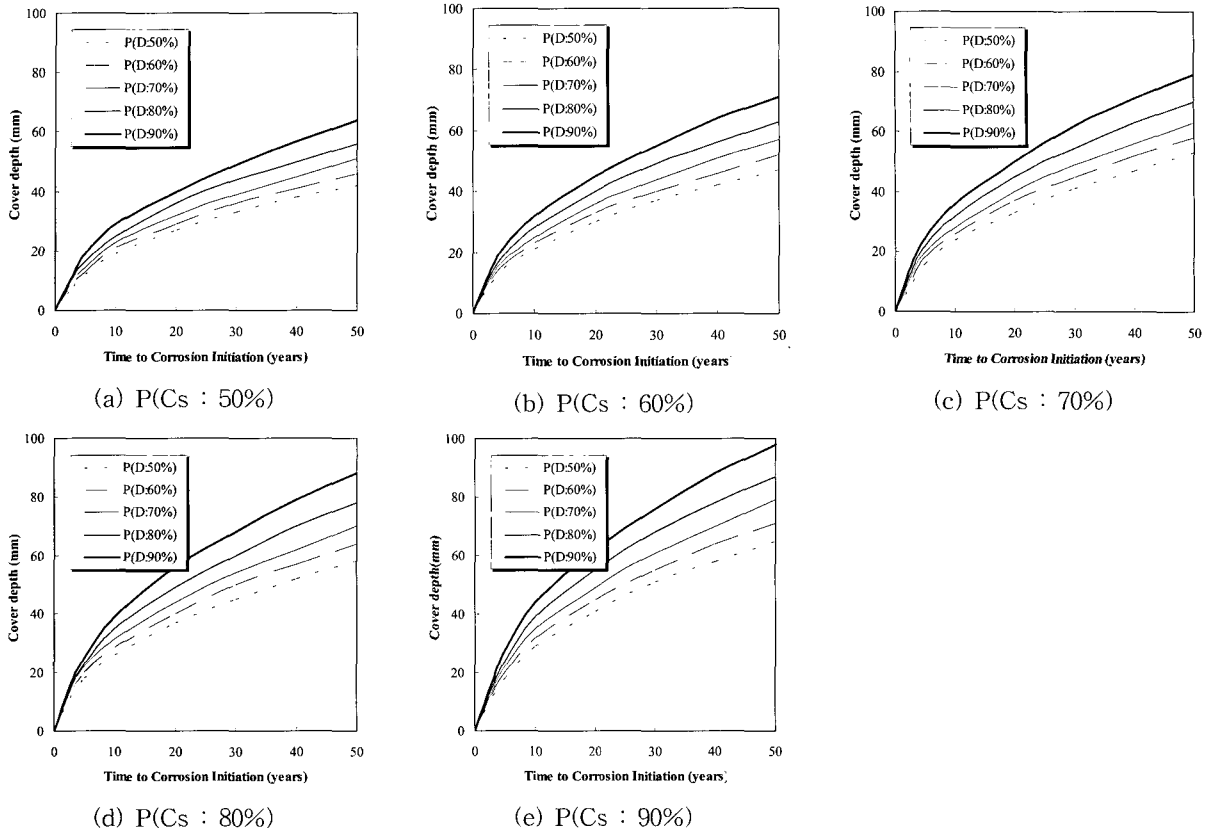 100
80
60
40
20
0
Cover depth (mm)
P(D:50%)
P(D:60%)
P(D:70%)
P(D:80%)
P(D:90%)
0 10 20 30 40 50
Time to Corrosion Initiation (years)
(a) P(Cs : 50%)
100
80
60
40
20
0
Cover depth (mm)
P(D:50%)
P(D:60%)
P(D:70%)
P(D:80%)
P(D:90%)
0 10 20 30 40 50
Time to Corrosion Initiation (years)
(b) P(Cs : 60%)
100
80
60
40
20
0
Cover depth (mm)
P(D:50%)
P(D:60%)
P(D:70%)
P(D:80%)
P(D:90%)
0 10 20 30 40 50
Time to Corrosion Initiation (years)
(c) P(Cs : 70%)
100
80
60
40
20
0
Cover depth (mm)
P(D:50%)
P(D:60%)
P(D:70%)
P(D:80%)
P(D:90%)
0 10 20 30 40 50
Time to Corrosion Initiation (years)
(d) P(Cs : 80%)
100
80
60
40
20
0
Cover depth(mm)
P(D:50%)
P(D:60%)
P(D:70%)
P(D:80%)
P(D:90%)
0 10 20 30 40 50
Time to Corrosion Initiation (years)
(e) P(Cs : 90%)